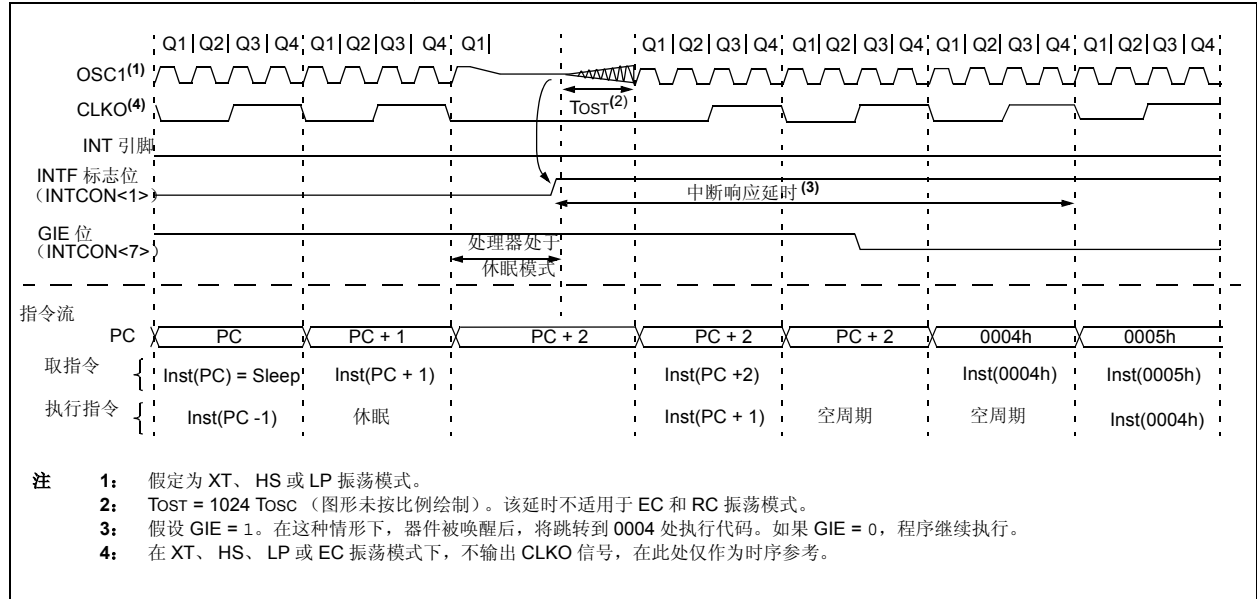 Q1 Q2 Q3 Q4 Q1 Q2 Q3 Q4 Q1 Q1 Q2 Q3 Q4 Q1 Q2 Q3 Q4 Q1 Q2 Q3 Q4 Q1 Q2 Q3 Q4
OSC1(1)
TOST(2)
CLKO(4)
INT 引脚
INTF 标志位
(INTCON<1>)
中断响应延时 (3)
GIE 位
(INTCON<7>)
处理器处于
休眠模式
指令流
PC PC PC + 1 PC + 2 PC + 2 PC + 2 0004h 0005h
取指令 { Inst(PC) = Sleep Inst(PC + 1) Inst(PC +2) Inst(0004h) Inst(0005h)
执行指令 { Inst(PC -1) 休眠 Inst(PC + 1) 空周期 空周期 Inst(0004h)
注 1： 假定为 XT、 HS 或 LP 振荡模式。
2： TOST = 1024 TOSC （图形未按比例绘制）。该延时不适用于 EC 和 RC 振荡模式。
3： 假设 GIE = 1。在这种情形下，器件被唤醒后，将跳转到 0004 处执行代码。如果 GIE = 0，程序继续执行。
4： 在 XT、 HS、 LP 或 EC 振荡模式下，不输出 CLKO 信号，在此处仅作为时序参考。